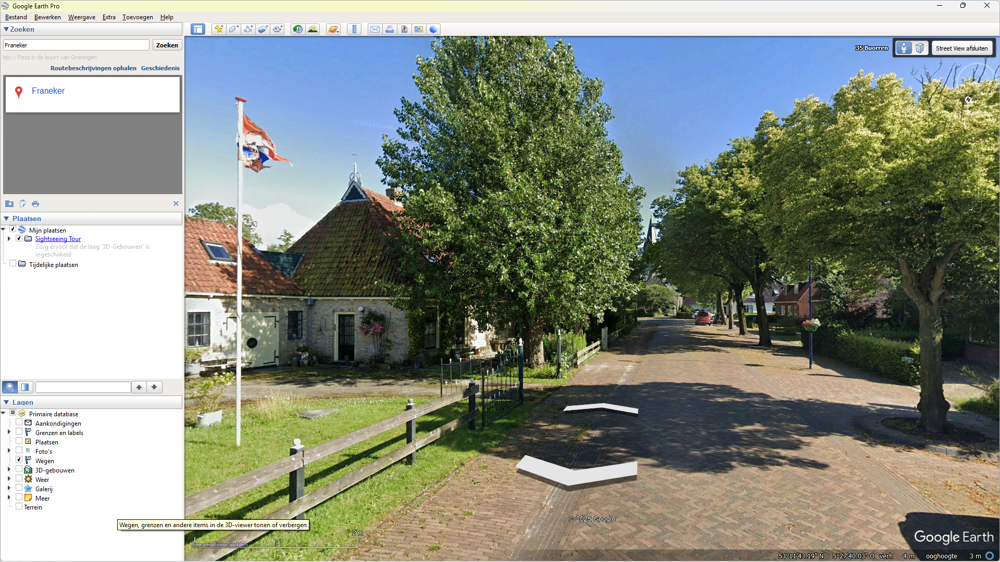 Google Earth Pro
Bestand Bewerken Weergave Extra Toevoegen Help
Zoeken
Franeker
Zoeken
bijv.: Pizza in de buurt van Groningen
Routebeschrijvingen ophalen Geschiedenis
Franeker
Plaatsen
Mijn plaatsen
Sightseeing Tour
Zorg ervoor dat de laag '3D-Gebouwen' is
ingeschakeld
Tijdelijke plaatsen
Lagen
Primaire database
Aankondigingen
Grenzen en labels
Plaatsen
Foto's
Wegen
3D-gebouwen
Weer
Galerij
Meer
Terrein
Wegen, grenzen en andere items in de 3D-viewer tonen of verbergen
35 Buorren
Street View afsluiten
N
© 2024 Google
© 2025 Google
2 m
Een probleem melden
Google Earth
53°11'43.19" N 5°27'40.03" O verh 4 m ooghoogte 3 m